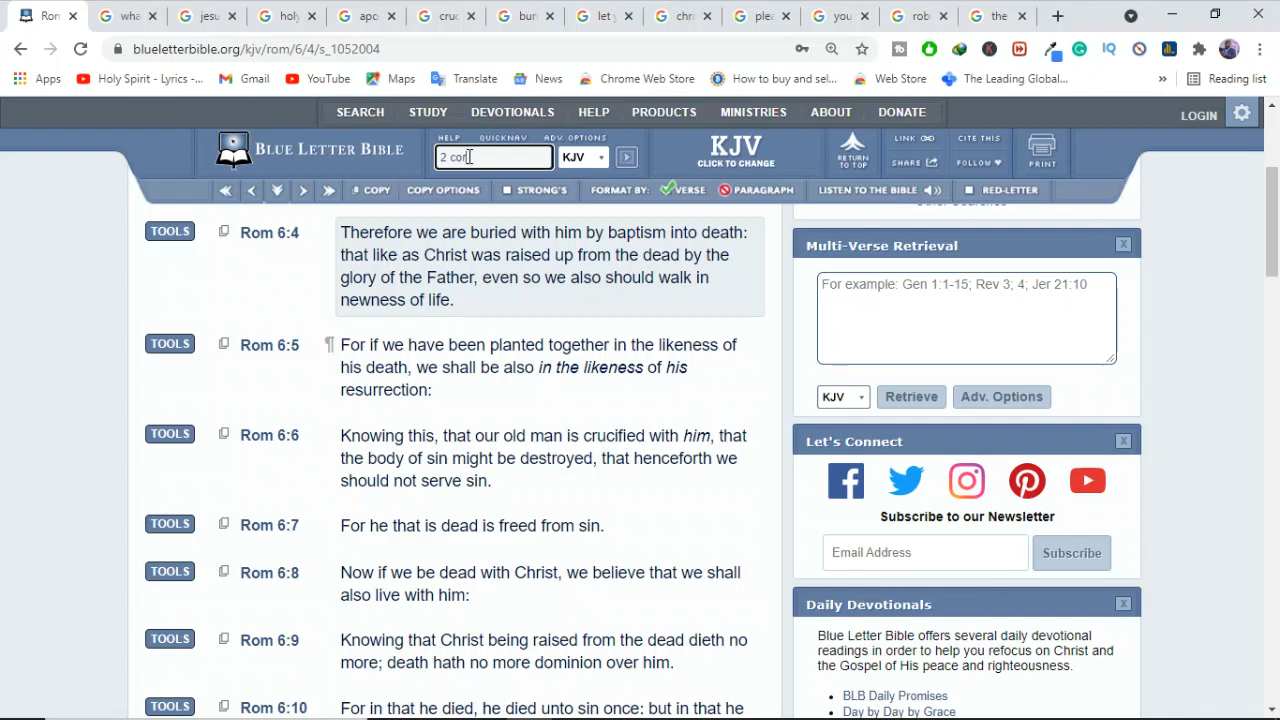 Rom
wha
jesu
holy
apo
cruc
buri
let y
chri
plea
you
rob
the
blueletterbible.org/kjv/rom/6/4/s_1052004
Apps
Holy Spirit - Lyrics -...
Gmail
YouTube
Maps
Translate
News
Chrome Web Store
How to buy and sel...
Web Store
The Leading Global...
»
Reading list
SEARCH STUDY DEVOTIONALS HELP PRODUCTS MINISTRIES ABOUT DONATE
LOGIN
BLUE LETTER BIBLE
HELP QUICKNAV ADV. OPTIONS
2 cor
KJV
KJV
CLICK TO CHANGE
RETURN
TO TOP
LINK
SHARE
CITE THIS
FOLLOW
PRINT
COPY COPY OPTIONS STRONG'S FORMAT BY: VERSE PARAGRAPH LISTEN TO THE BIBLE RED-LETTER
TOOLS Rom 6:4 Therefore we are buried with him by baptism into death:
that like as Christ was raised up from the dead by the
glory of the Father, even so we also should walk in
newness of life.
TOOLS Rom 6:5 ¶ For if we have been planted together in the likeness of
his death, we shall be also in the likeness of his
resurrection:
TOOLS Rom 6:6 Knowing this, that our old man is crucified with him, that
the body of sin might be destroyed, that henceforth we
should not serve sin.
TOOLS Rom 6:7 For he that is dead is freed from sin.
TOOLS Rom 6:8 Now if we be dead with Christ, we believe that we shall
also live with him:
TOOLS Rom 6:9 Knowing that Christ being raised from the dead dieth no
more; death hath no more dominion over him.
TOOLS Rom 6:10 For in that he died, he died unto sin once: but in that he
Multi-Verse Retrieval X
For example: Gen 1:1-15; Rev 3; 4; Jer 21:10
KJV Retrieve Adv. Options
Let's Connect X
Subscribe to our Newsletter
Email Address Subscribe
Daily Devotionals X
Blue Letter Bible offers several daily devotional
readings in order to help you refocus on Christ and
the Gospel of His peace and righteousness.
BLB Daily Promises
Day by Day by Grace